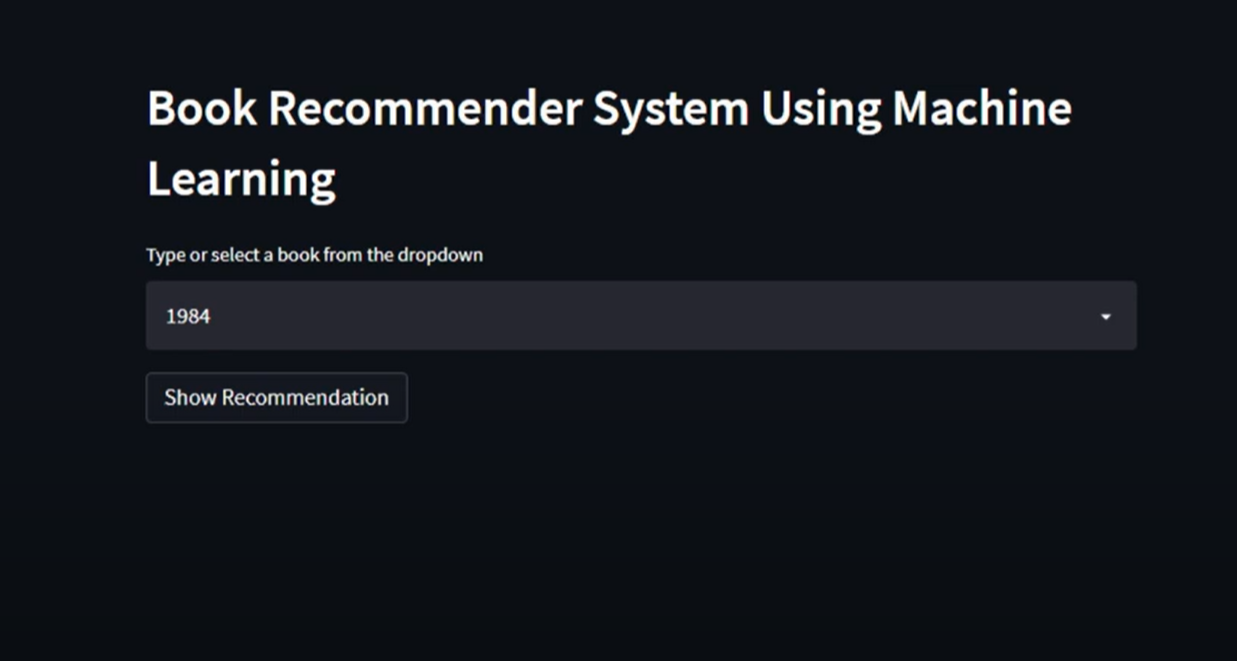 Book Recommender System Using Machine
Learning
Type or select a book from the dropdown
1984
Show Recommendation